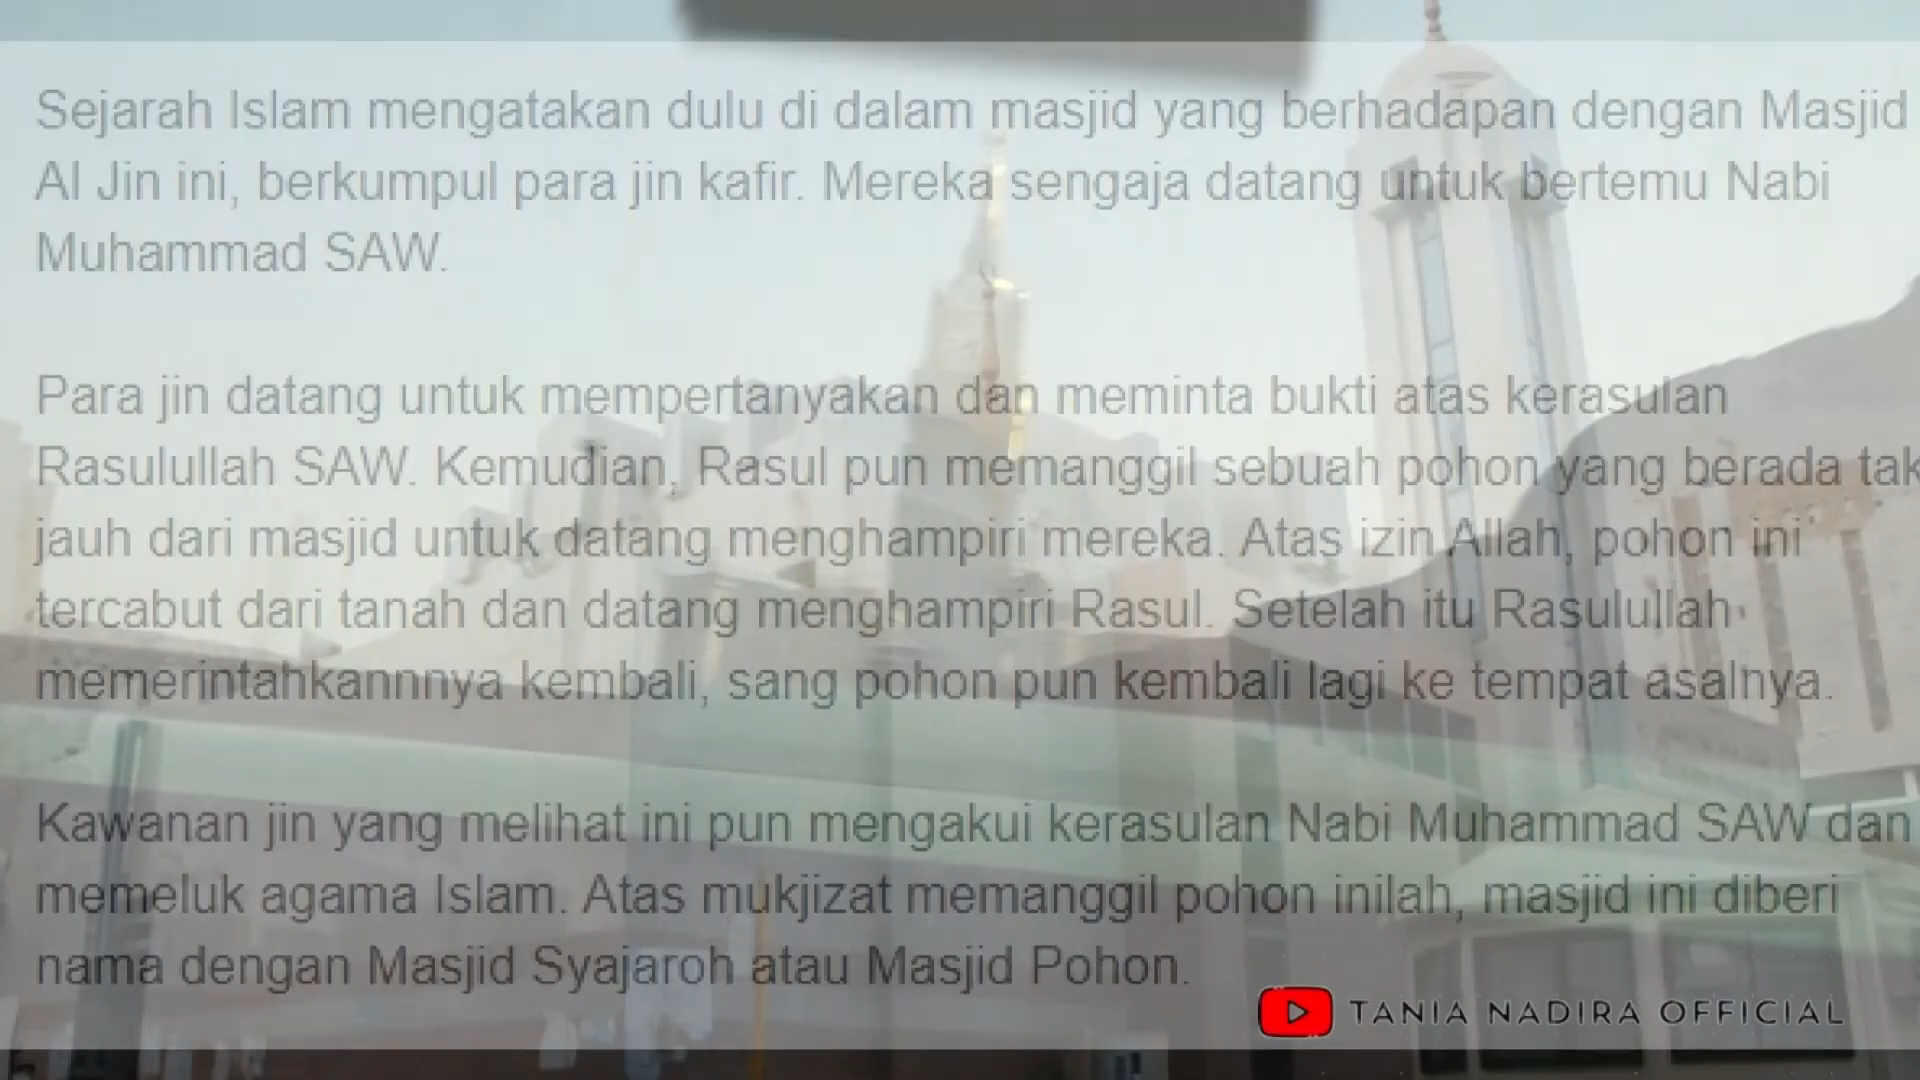 Sejarah Islam mengatakan dulu di dalam masjid yang berhadapan dengan Masjid
Al Jin ini, berkumpul para jin kafir. Mereka sengaja datang untuk bertemu Nabi
Muhammad SAW.
Para jin datang untuk mempertanyakan dan meminta bukti atas kerasulan
Rasulullah SAW. Kemudian, Rasul pun memanggil sebuah pohon yang berada tak
jauh dari masjid untuk datang menghampiri mereka. Atas izin Allah, pohon ini
tercabut dari tanah dan datang menghampiri Rasul. Setelah itu Rasulullah
memerintahkannnya kembali, sang pohon pun kembali lagi ke tempat asalnya.
Kawanan jin yang melihat ini pun mengakui kerasulan Nabi Muhammad SAW dan
memeluk agama Islam. Atas mukjizat memanggil pohon inilah, masjid ini diberi
nama dengan Masjid Syajaroh atau Masjid Pohon.
TANIA NADIRA OFFICIAL